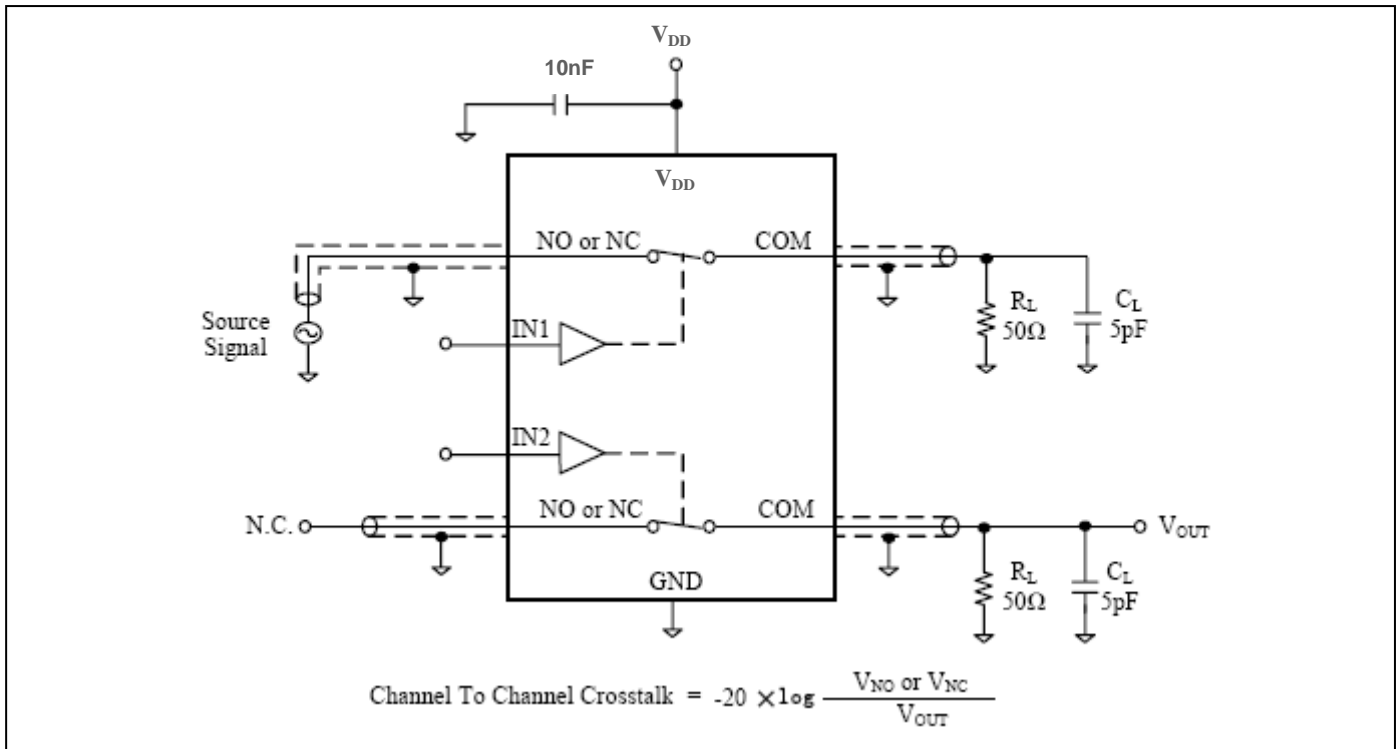 V_DD
10nF
V_DD
NO or NC
COM
R_L
50Ω
C_L
5pF
Source
Signal
IN1
IN2
N.C.
NO or NC
COM
V_OUT
R_L
50Ω
C_L
5pF
GND
Channel To Channel Crosstalk = -20 ×log V_NO or V_NC / V_OUT